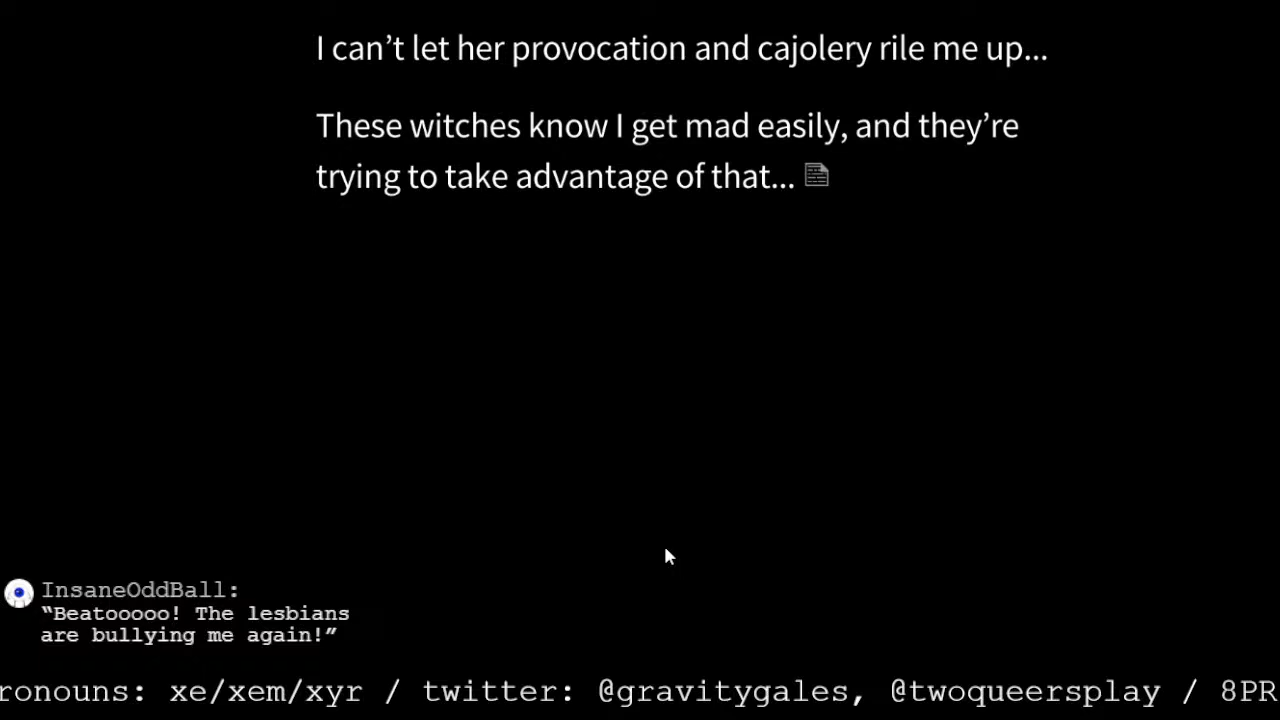 I can’t let her provocation and cajolery rile me up...
These witches know I get mad easily, and they’re
trying to take advantage of that...
InsaneOddBall:
“Beatooooo! The lesbians
are bullying me again!”
ronouns: xe/xem/xyr / twitter: @gravitygales, @twoqueersplay / 8PR